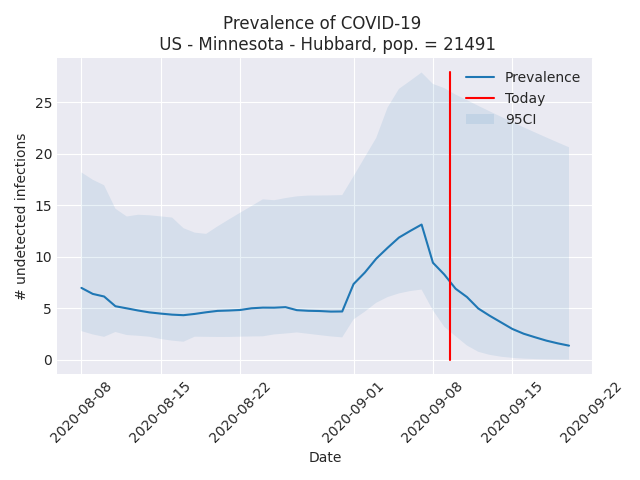 Prevalence of COVID-19
US - Minnesota - Hubbard, pop. = 21491
Prevalence
Today
95CI
25
20
15
10
5
0
# undetected infections
2020-08-08
2020-08-15
2020-08-22
2020-09-01
2020-09-08
2020-09-15
2020-09-22
Date